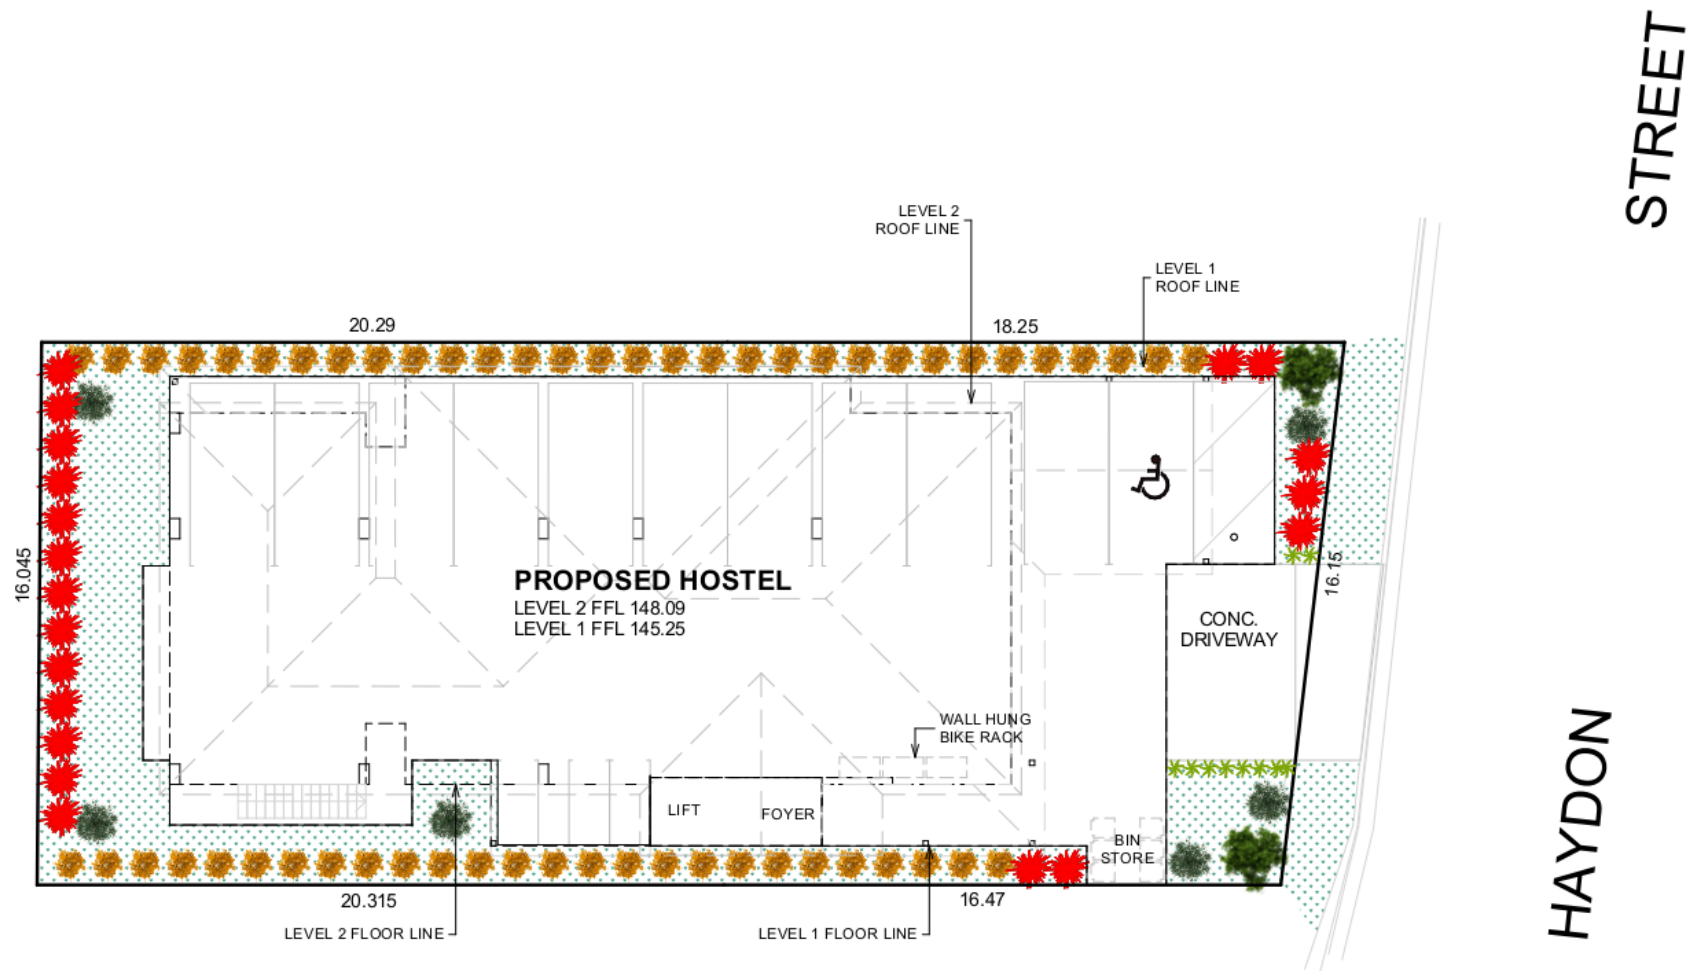 STREET
LEVEL 2
ROOF LINE
LEVEL 1
ROOF LINE
20.29
18.25
16.045
16.15
PROPOSED HOSTEL
LEVEL 2 FFL 148.09
LEVEL 1 FFL 145.25
CONC.
DRIVEWAY
WALL HUNG
BIKE RACK
LIFT
FOYER
BIN
STORE
HAYDON
20.315
16.47
LEVEL 2 FLOOR LINE
LEVEL 1 FLOOR LINE